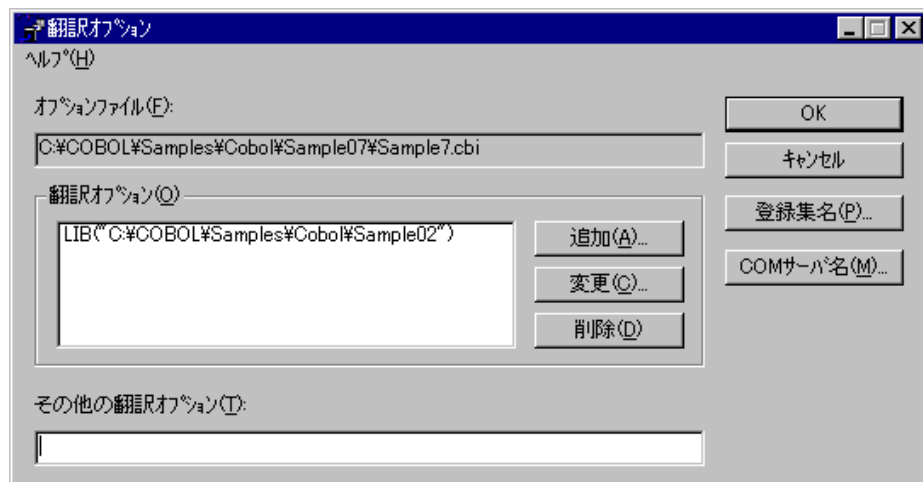 翻訳ｵﾌﾟｼｮﾝ
ﾍﾙﾌﾟ(H)
ｵﾌﾟｼｮﾝﾌｧｲﾙ(F):
C:¥COBOL¥Samples¥Cobol¥Sample07¥Sample7.cbi
翻訳ｵﾌﾟｼｮﾝ(O)
LIB("C:¥COBOL¥Samples¥Cobol¥Sample02")
追加(A)...
変更(C)...
削除(D)
その他の翻訳ｵﾌﾟｼｮﾝ(T):
OK
ｷｬﾝｾﾙ
登録集名(P)...
COMｻｰﾊﾞ名(M)...